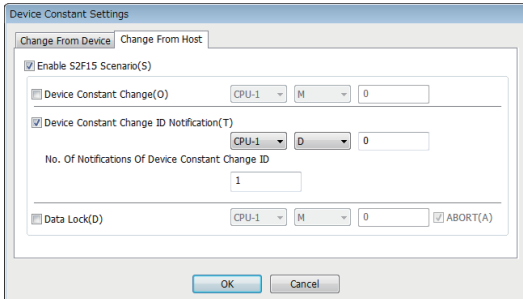 Device Constant Settings
Change From Device Change From Host
Enable S2F15 Scenario(S)
Device Constant Change(O) CPU-1 M 0
Device Constant Change ID Notification(T)
CPU-1 D 0
No. Of Notifications Of Device Constant Change ID
1
Data Lock(D) CPU-1 M 0 ABORT(A)
OK Cancel